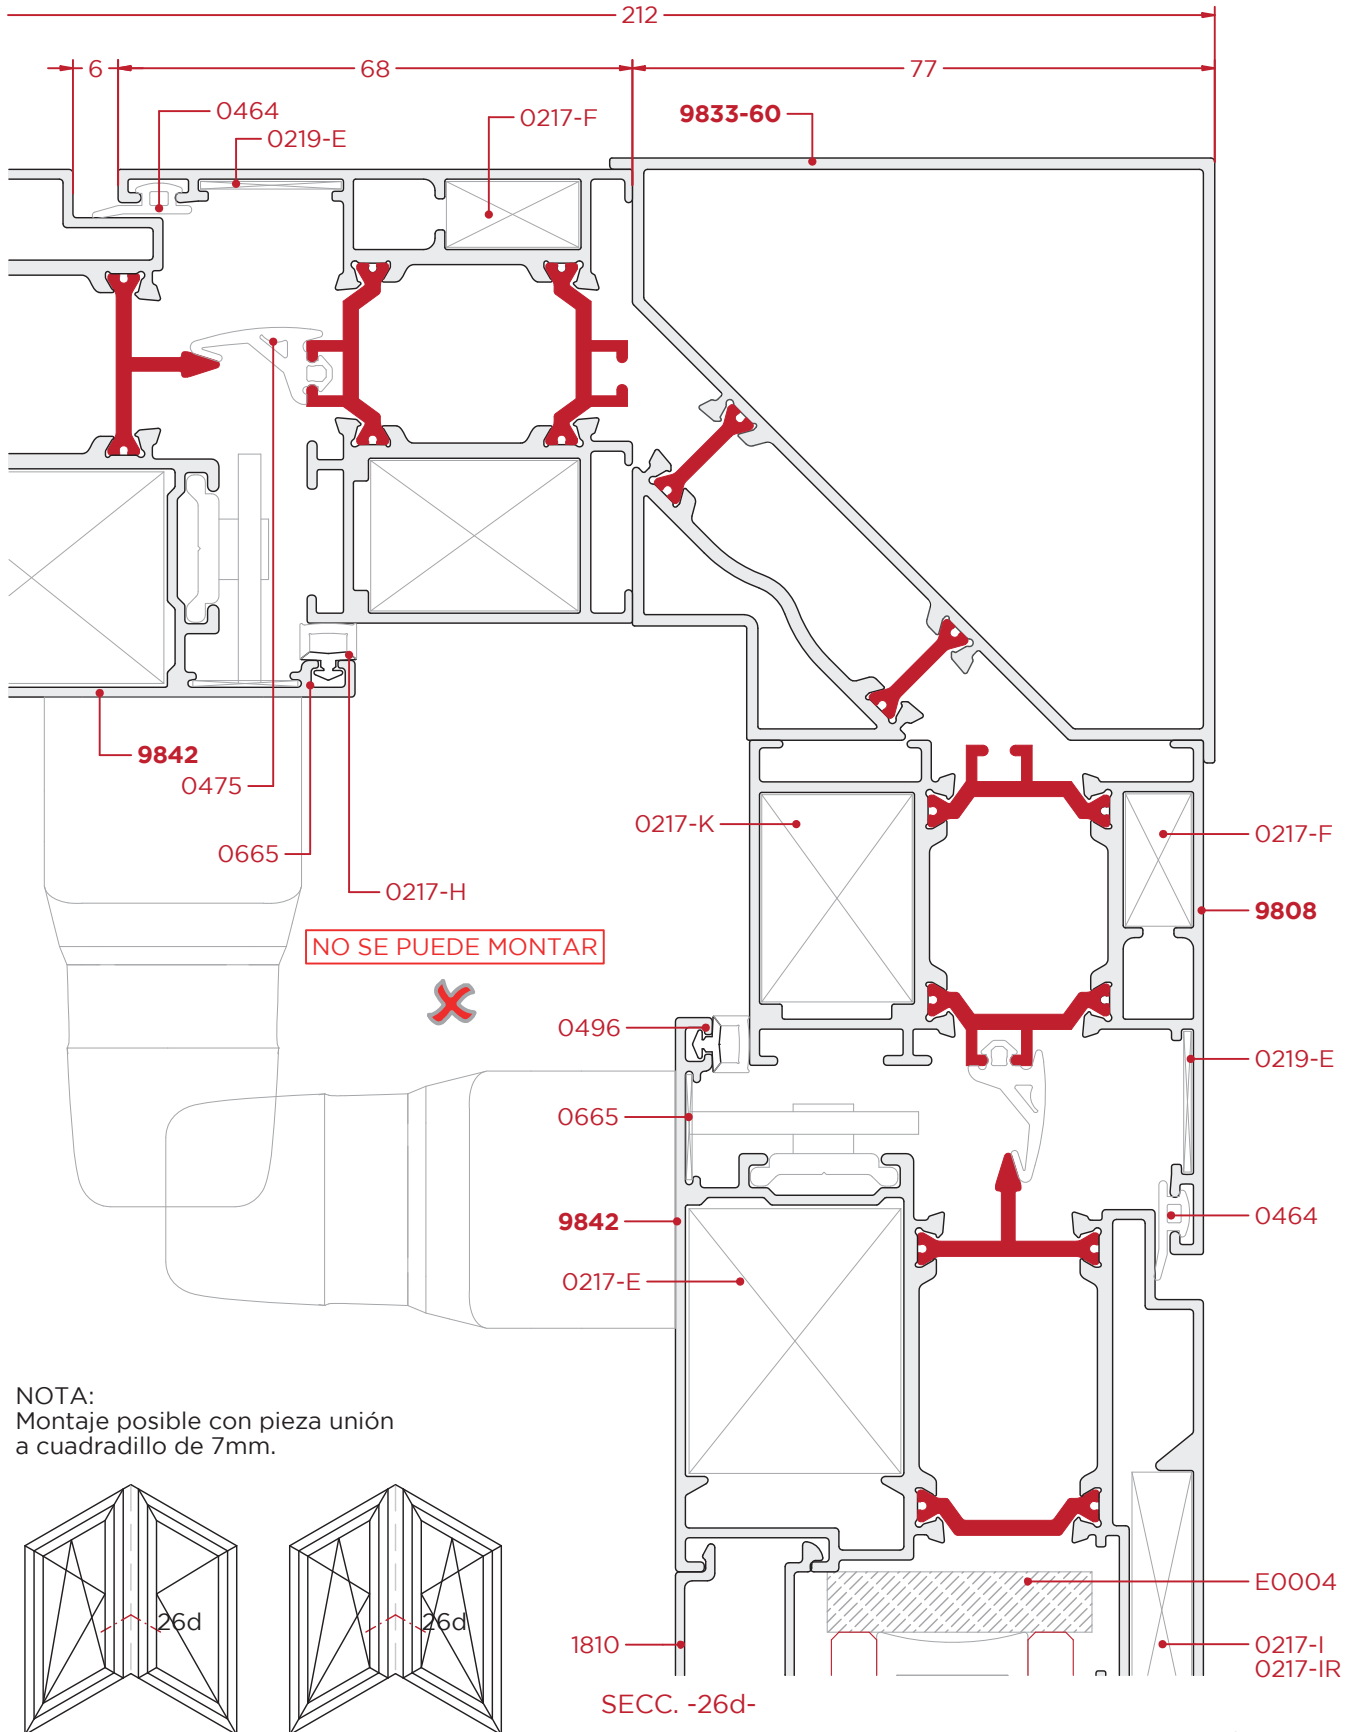 212
6
68
77
0464
0219-E
0217-F
9833-60
9842
0475
0665
0217-H
NO SE PUEDE MONTAR
0217-K
0217-F
9808
0496
0219-E
0665
9842
0464
0217-E
NOTA:
Montaje posible con pieza unión
a cuadradillo de 7mm.
26d
26d
E0004
1810
0217-I
0217-IR
SECC. -26d-